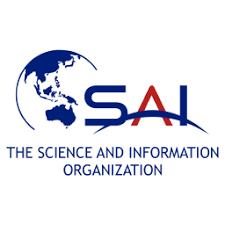 SAI
THE SCIENCE AND INFORMATION
ORGANIZATION